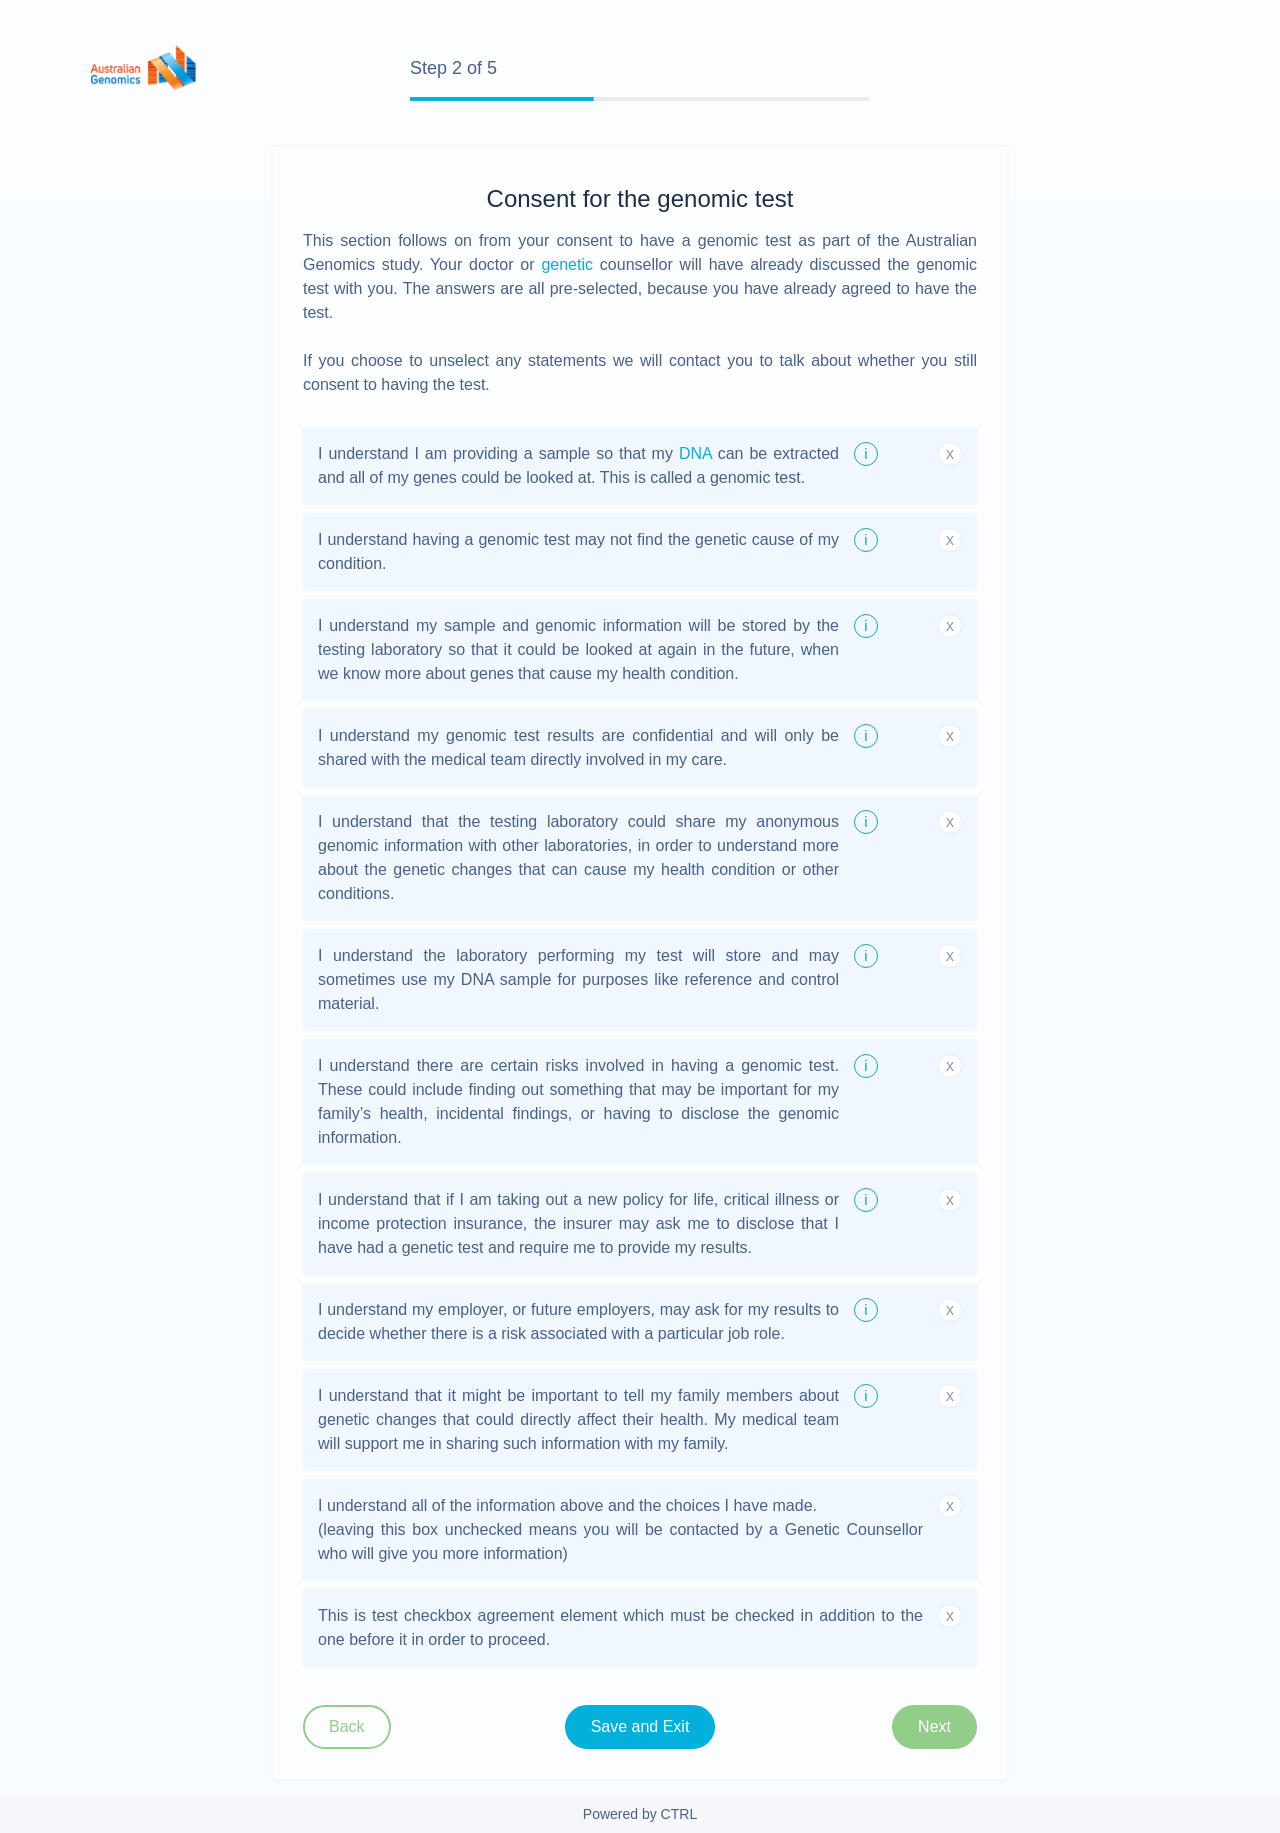 Australian
Genomics
Step 2 of 5
Consent for the genomic test
This section follows on from your consent to have a genomic test as part of the Australian
Genomics study. Your doctor or genetic counsellor will have already discussed the genomic
test with you. The answers are all pre-selected, because you have already agreed to have the
test.
If you choose to unselect any statements we will contact you to talk about whether you still
consent to having the test.
I understand I am providing a sample so that my DNA can be extracted i x
and all of my genes could be looked at. This is called a genomic test.
I understand having a genomic test may not find the genetic cause of my i x
condition.
I understand my sample and genomic information will be stored by the i x
testing laboratory so that it could be looked at again in the future, when
we know more about genes that cause my health condition.
I understand my genomic test results are confidential and will only be i x
shared with the medical team directly involved in my care.
I understand that the testing laboratory could share my anonymous i x
genomic information with other laboratories, in order to understand more
about the genetic changes that can cause my health condition or other
conditions.
I understand the laboratory performing my test will store and may i x
sometimes use my DNA sample for purposes like reference and control
material.
I understand there are certain risks involved in having a genomic test. i x
These could include finding out something that may be important for my
family’s health, incidental findings, or having to disclose the genomic
information.
I understand that if I am taking out a new policy for life, critical illness or i x
income protection insurance, the insurer may ask me to disclose that I
have had a genetic test and require me to provide my results.
I understand my employer, or future employers, may ask for my results to i x
decide whether there is a risk associated with a particular job role.
I understand that it might be important to tell my family members about i x
genetic changes that could directly affect their health. My medical team
will support me in sharing such information with my family.
I understand all of the information above and the choices I have made. x
(leaving this box unchecked means you will be contacted by a Genetic Counsellor
who will give you more information)
This is test checkbox agreement element which must be checked in addition to the x
one before it in order to proceed.
Back Save and Exit Next
Powered by CTRL